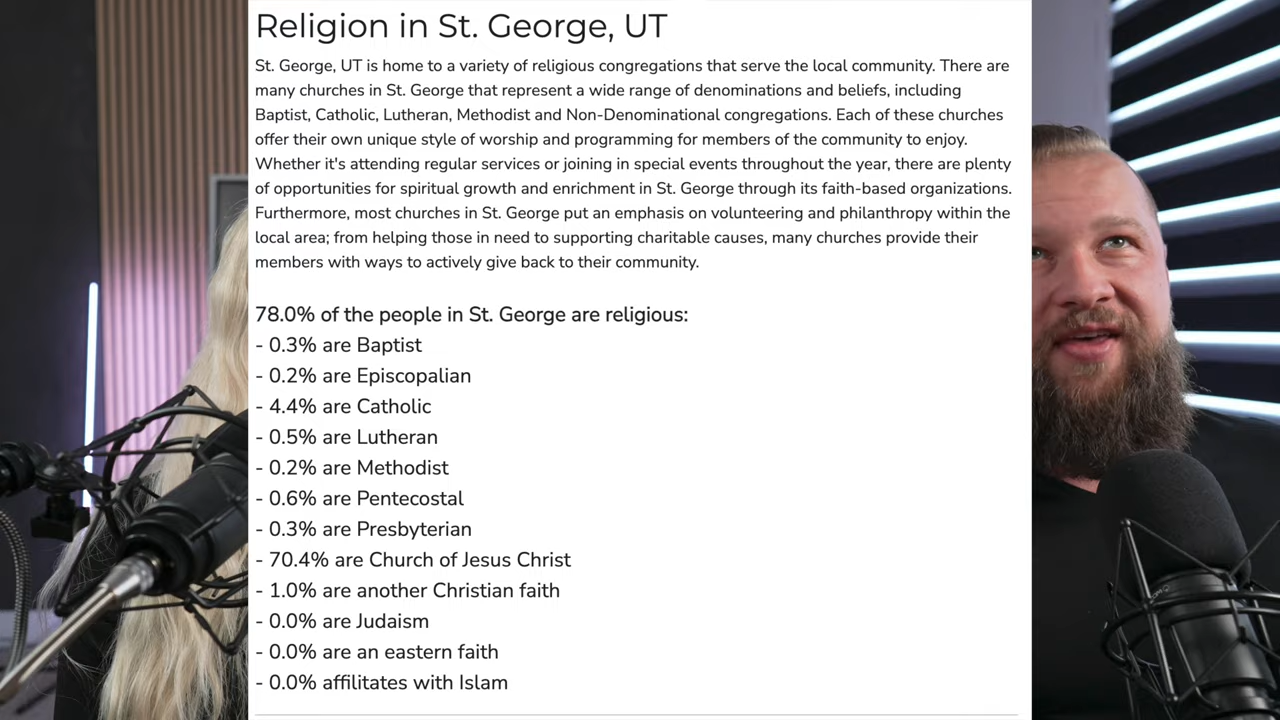 Religion in St. George, UT
St. George, UT is home to a variety of religious congregations that serve the local community. There are
many churches in St. George that represent a wide range of denominations and beliefs, including
Baptist, Catholic, Lutheran, Methodist and Non-Denominational congregations. Each of these churches
offer their own unique style of worship and programming for members of the community to enjoy.
Whether it's attending regular services or joining in special events throughout the year, there are plenty
of opportunities for spiritual growth and enrichment in St. George through its faith-based organizations.
Furthermore, most churches in St. George put an emphasis on volunteering and philanthropy within the
local area; from helping those in need to supporting charitable causes, many churches provide their
members with ways to actively give back to their community.
78.0% of the people in St. George are religious:
- 0.3% are Baptist
- 0.2% are Episcopalian
- 4.4% are Catholic
- 0.5% are Lutheran
- 0.2% are Methodist
- 0.6% are Pentecostal
- 0.3% are Presbyterian
- 70.4% are Church of Jesus Christ
- 1.0% are another Christian faith
- 0.0% are Judaism
- 0.0% are an eastern faith
- 0.0% affilitates with Islam